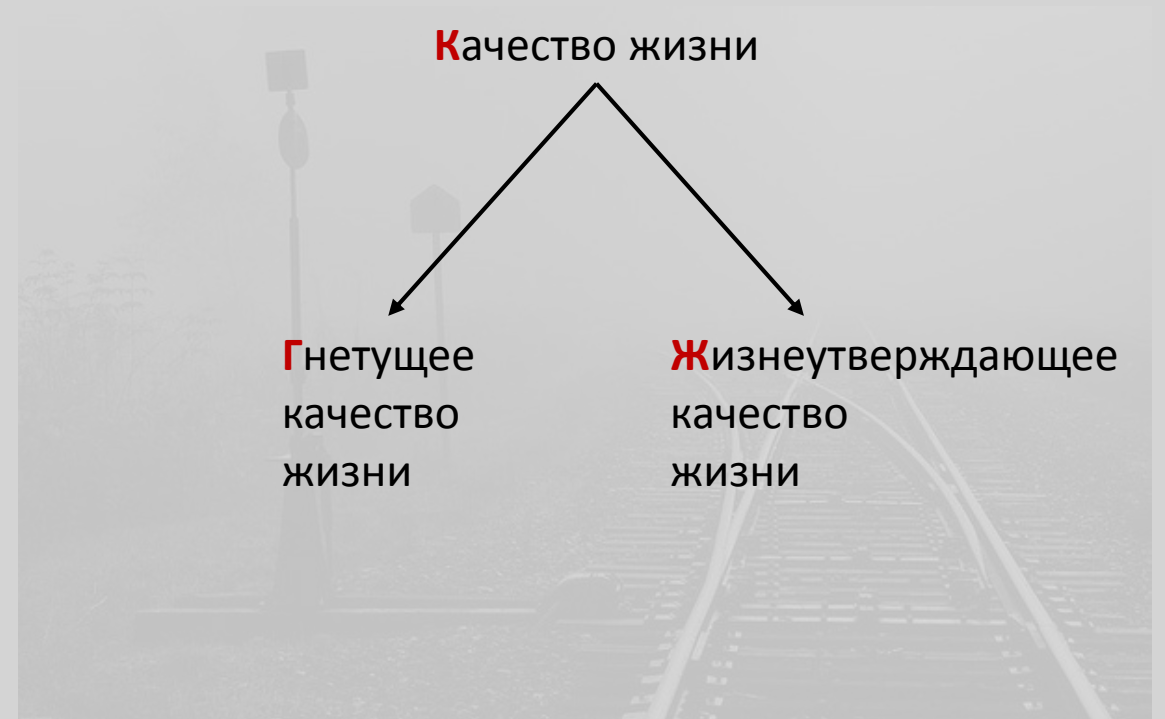 Качество жизни
Гнетущее
качество
жизни
Жизнеутверждающее
качество
жизни